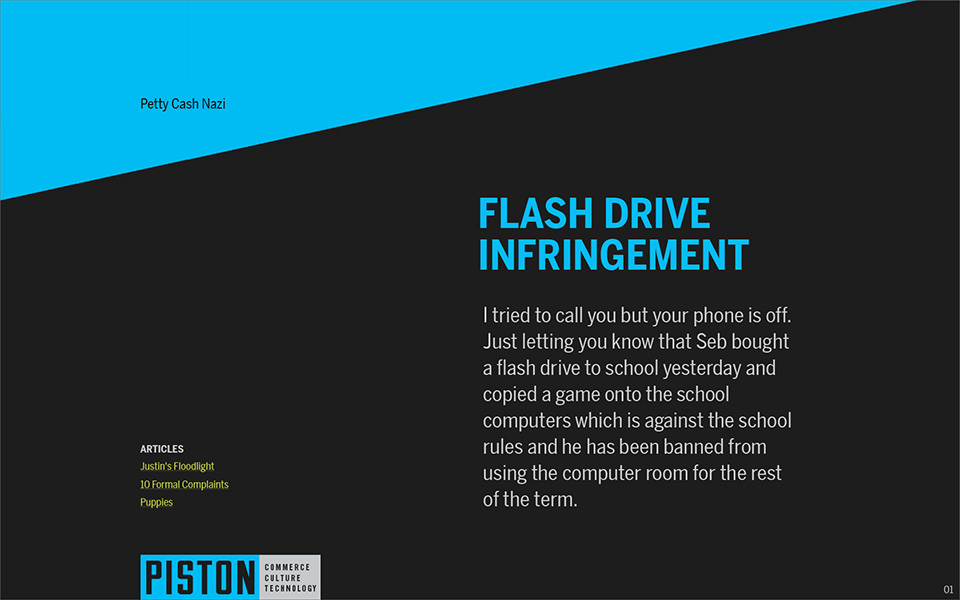 Petty Cash Nazi
FLASH DRIVE
INFRINGEMENT
I tried to call you but your phone is off.
Just letting you know that Seb bought
a flash drive to school yesterday and
copied a game onto the school
computers which is against the school
rules and he has been banned from
using the computer room for the rest
of the term.
ARTICLES
Justin's Floodlight
10 Formal Complaints
Puppies
PISTON
COMMERCE
CULTURE
TECHNOLOGY
01